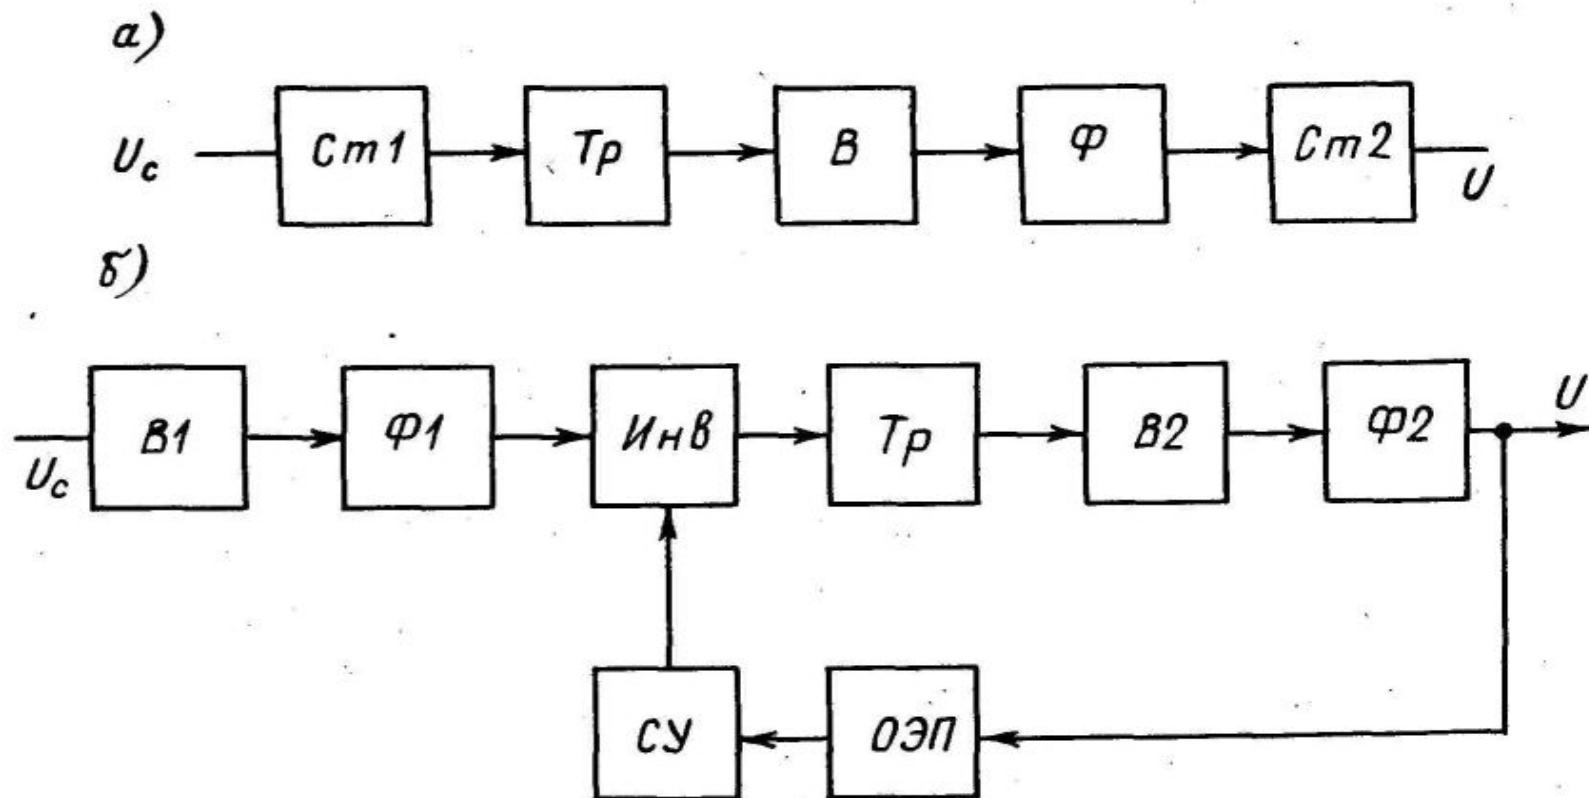 а)
Uс Ст1 Тр В Ф Ст2 U
б)
Uс В1 Ф1 Инв Тр В2 Ф2 U
СУ ОЭП